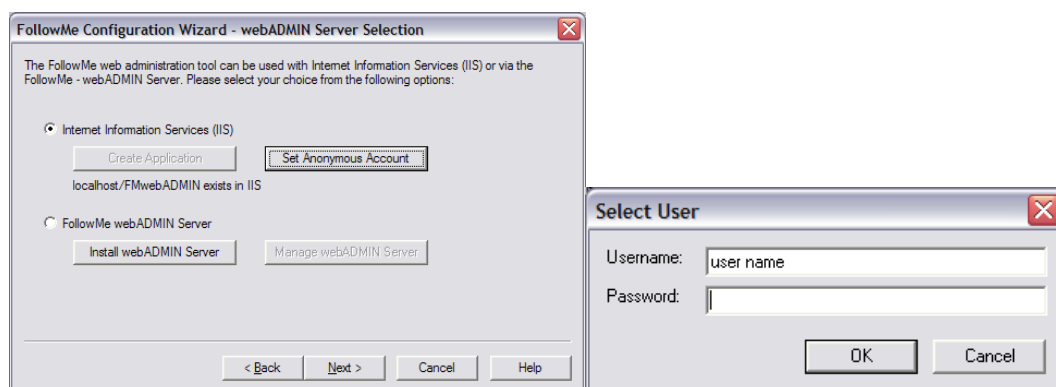 FollowMe Configuration Wizard - webADMIN Server Selection
The FollowMe web administration tool can be used with Internet Information Services (IIS) or via the
FollowMe - webADMIN Server. Please select your choice from the following options:
Internet Information Services (IIS)
Create Application
Set Anonymous Account
localhost/FMwebADMIN exists in IIS
FollowMe webADMIN Server
Install webADMIN Server
Manage webADMIN Server
< Back
Next >
Cancel
Help
Select User
Username:
user name
Password:
OK
Cancel